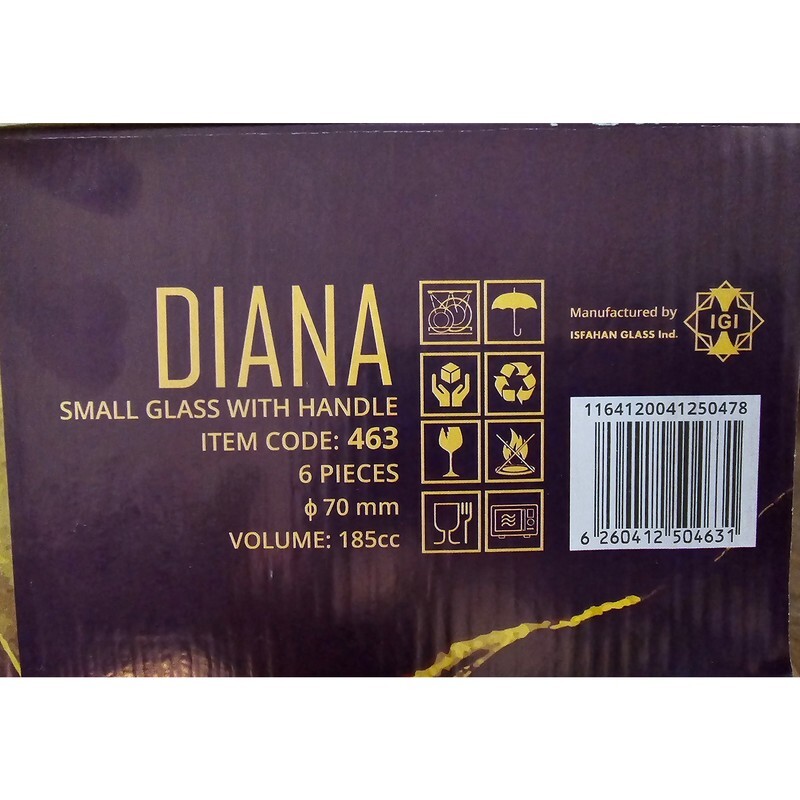 DIANA
SMALL GLASS WITH HANDLE
ITEM CODE: 463
6 PIECES
ϕ 70 mm
VOLUME: 185cc
Manufactured by
ISFAHAN GLASS Ind.
IGI
1164120041250478
6 260412 504631